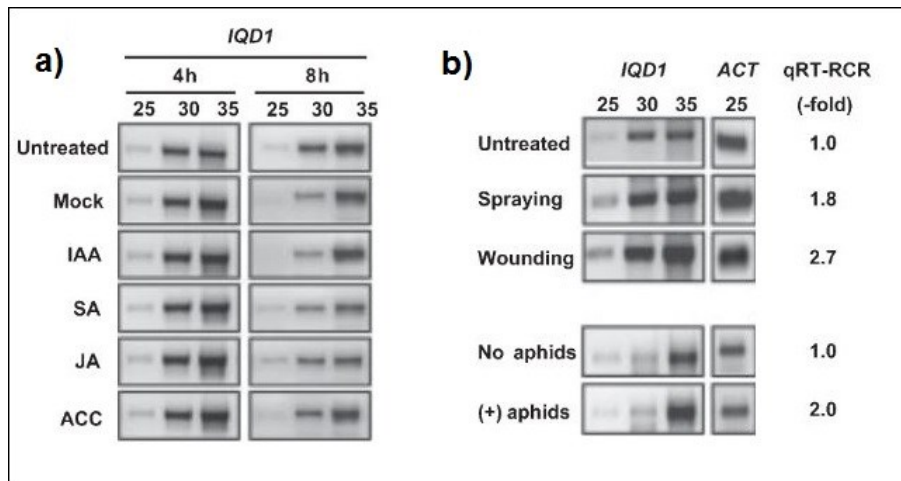 a)
IQD1
4h 8h
25 30 35 25 30 35
Untreated
Mock
IAA
SA
JA
ACC
b)
IQD1 ACT qRT-RCR
25 30 35 25 (-fold)
Untreated 1.0
Spraying 1.8
Wounding 2.7
No aphids 1.0
(+) aphids 2.0